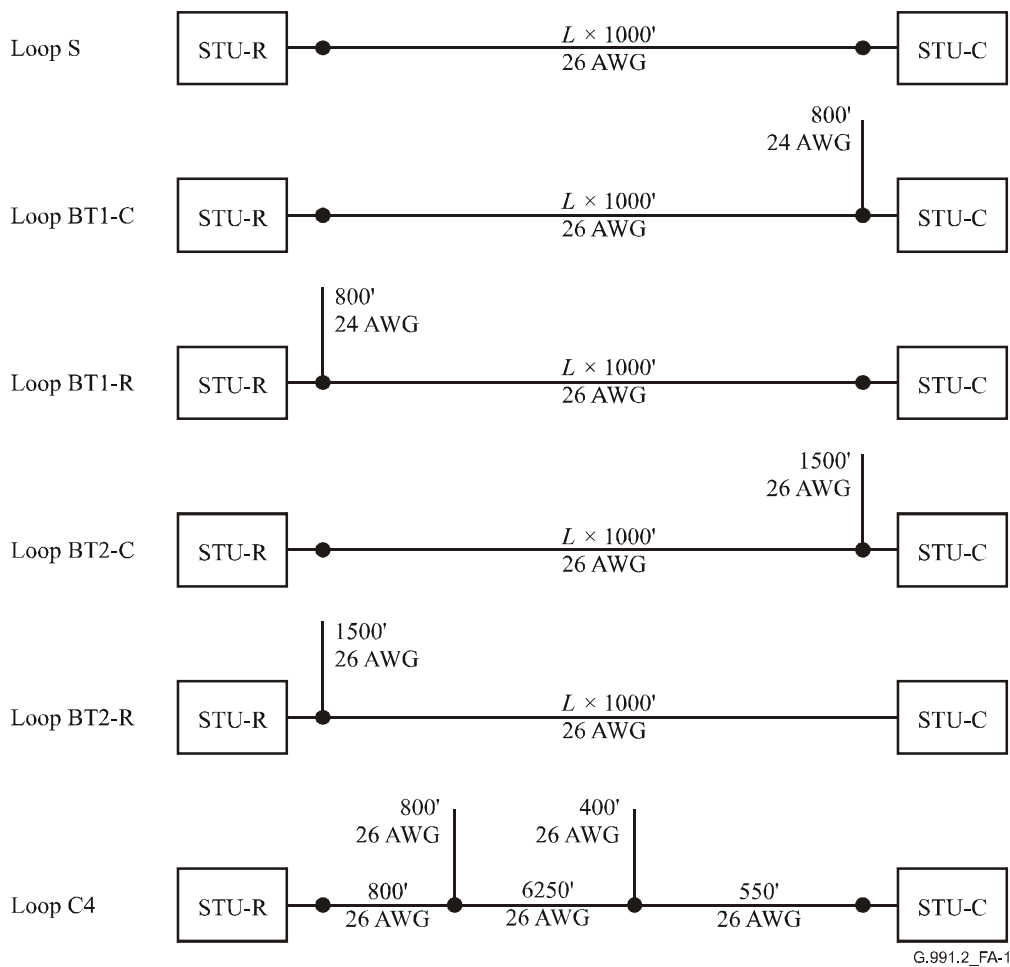 Loop S
STU-R
L × 1000'
26 AWG
STU-C
800'
24 AWG
Loop BT1-C
STU-R
L × 1000'
26 AWG
STU-C
800'
24 AWG
Loop BT1-R
STU-R
L × 1000'
26 AWG
STU-C
1500'
26 AWG
Loop BT2-C
STU-R
L × 1000'
26 AWG
STU-C
1500'
26 AWG
Loop BT2-R
STU-R
L × 1000'
26 AWG
STU-C
800'
26 AWG
400'
26 AWG
Loop C4
STU-R
800'
26 AWG
6250'
26 AWG
550'
26 AWG
STU-C
G.991.2_FA-1